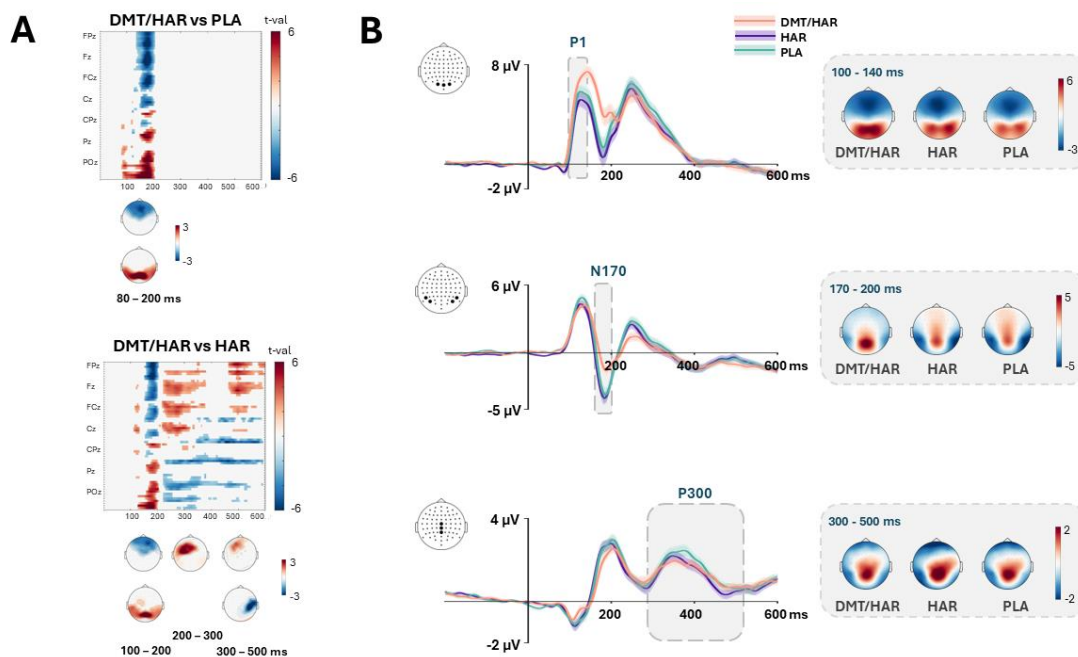 A
DMT/HAR vs PLA
t-val
6
FPz
Fz
FCz
Cz
CPz
Pz
POz
-6
100 200 300 400 500 600
3
-3
80 – 200 ms
DMT/HAR vs HAR
t-val
6
FPz
Fz
FCz
Cz
CPz
Pz
POz
-6
100 200 300 400 500 600
3
-3
200 – 300
100 – 200
300 – 500 ms
B
DMT/HAR
HAR
PLA
P1
8 µV
-2 µV
200
400
600 ms
100 - 140 ms
6
-3
DMT/HAR HAR PLA
N170
6 µV
-5 µV
200
400
600 ms
170 - 200 ms
5
-5
DMT/HAR HAR PLA
P300
4 µV
-2 µV
200
400
600 ms
300 - 500 ms
2
-2
DMT/HAR HAR PLA